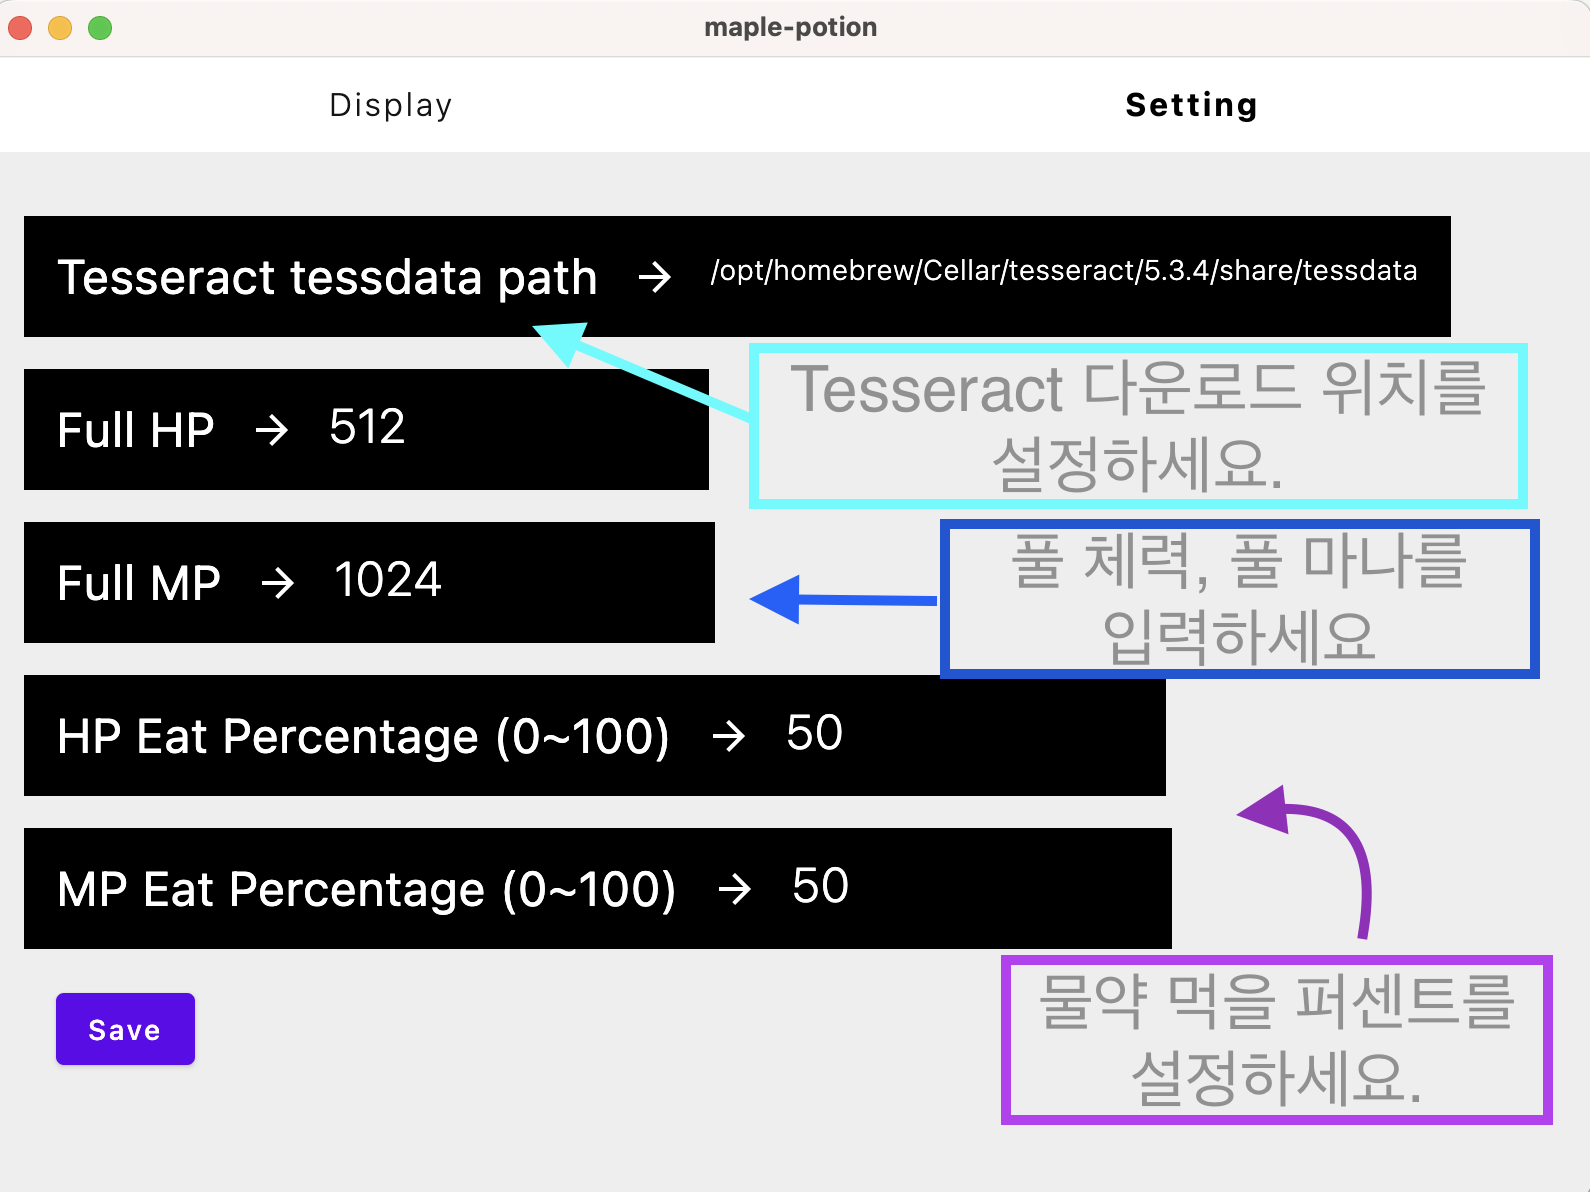 maple-potion
Display
Setting
Tesseract tessdata path → /opt/homebrew/Cellar/tesseract/5.3.4/share/tessdata
Tesseract 다운로드 위치를
설정하세요.
Full HP → 512
Full MP → 1024
풀 체력, 풀 마나를
입력하세요
HP Eat Percentage (0~100) → 50
MP Eat Percentage (0~100) → 50
물약 먹을 퍼센트를
설정하세요.
Save